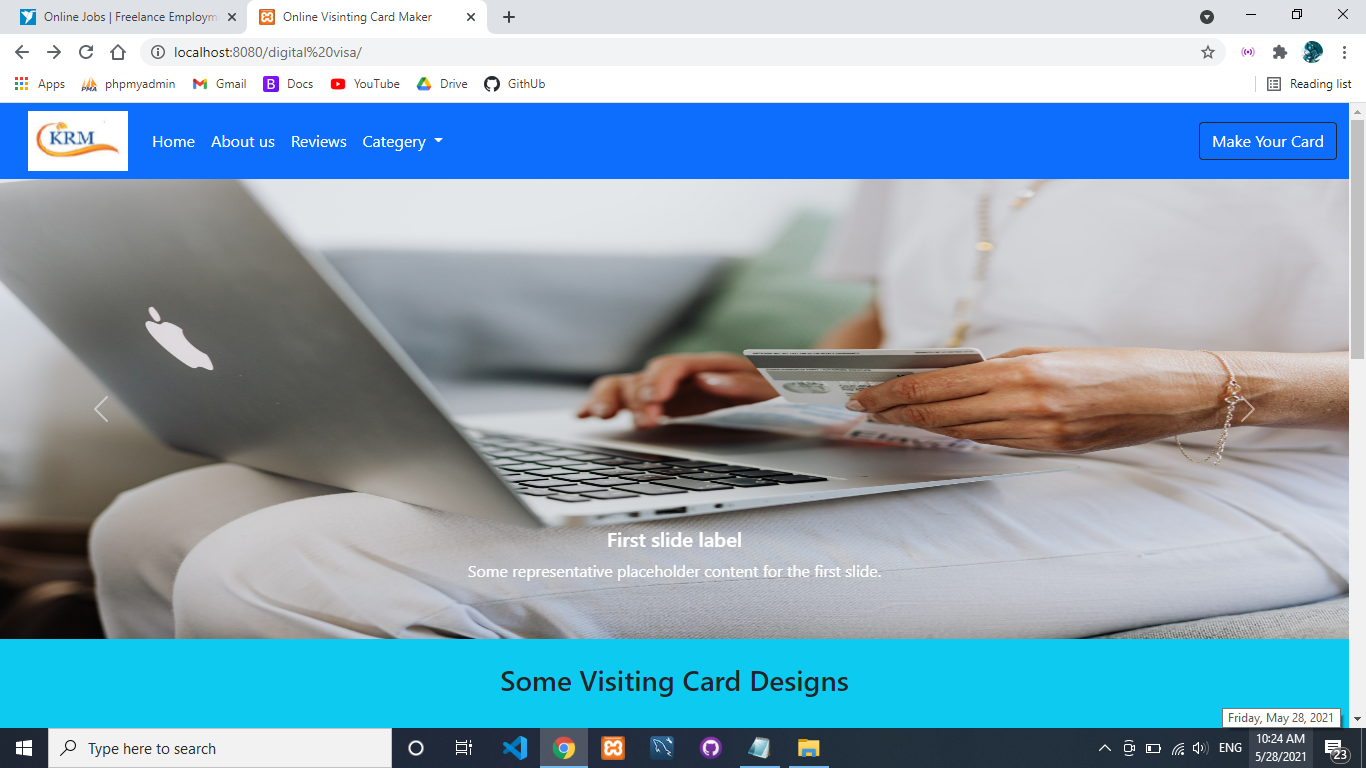 Online Jobs | Freelance Employm
Online Visinting Card Maker
localhost:8080/digital%20visa/
Apps
phpmyadmin
Gmail
B Docs
YouTube
Drive
GithUb
Reading list
KRM
Home
About us
Reviews
Categery
Make Your Card
First slide label
Some representative placeholder content for the first slide.
Some Visiting Card Designs
Friday, May 28, 2021
Type here to search
ENG
10:24 AM
5/28/2021
23